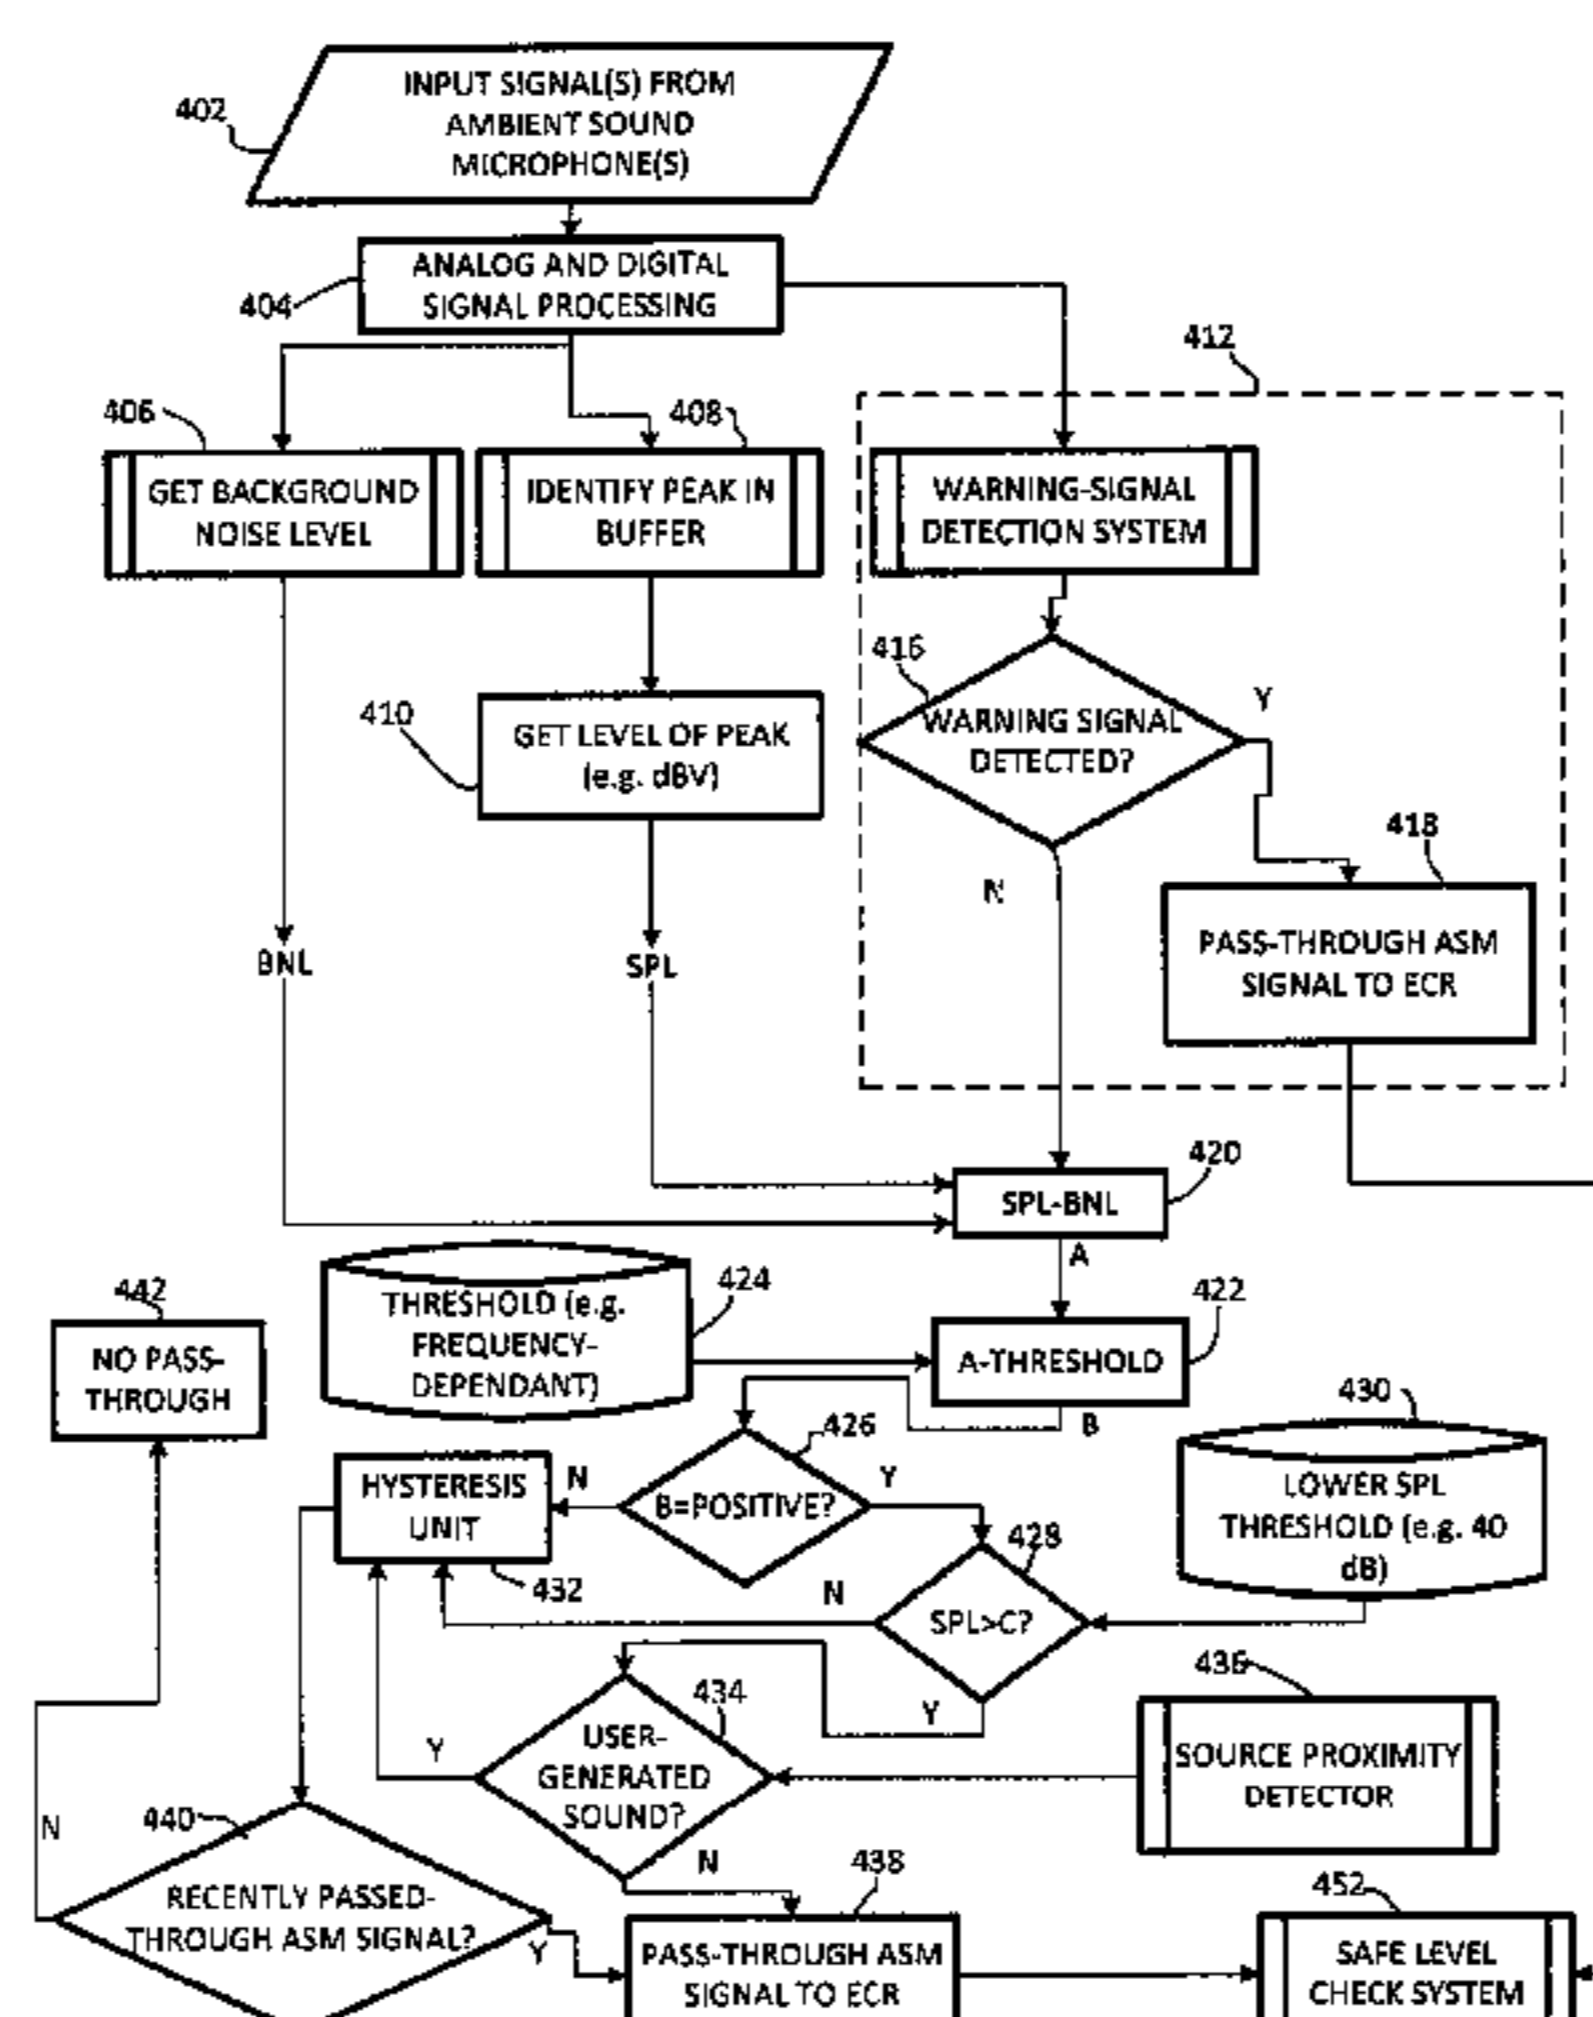 INPUT SIGNAL(S) FROM
AMBIENT SOUND
MICROPHONE(S)
402
ANALOG AND DIGITAL
SIGNAL PROCESSING
404
412
406
408
GET BACKGROUND
NOISE LEVEL
IDENTIFY PEAK IN
BUFFER
WARNING-SIGNAL
DETECTION SYSTEM
416
410
GET LEVEL OF PEAK
(e.g. dBV)
WARNING SIGNAL
DETECTED?
Y
N
418
PASS-THROUGH ASM
SIGNAL TO ECR
BNL
SPL
420
SPL-BNL
A
442
NO PASS-
THROUGH
424
THRESHOLD (e.g.
FREQUENCY-
DEPENDANT)
422
A-THRESHOLD
B
430
LOWER SPL
THRESHOLD (e.g. 40
dB)
426
B=POSITIVE?
N
Y
HYSTERESIS
UNIT
432
428
SPL>C?
N
Y
434
USER-
GENERATED
SOUND?
Y
N
436
SOURCE PROXIMITY
DETECTOR
440
N
RECENTLY PASSED-
THROUGH ASM SIGNAL?
Y
438
PASS-THROUGH ASM
SIGNAL TO ECR
452
SAFE LEVEL
CHECK SYSTEM